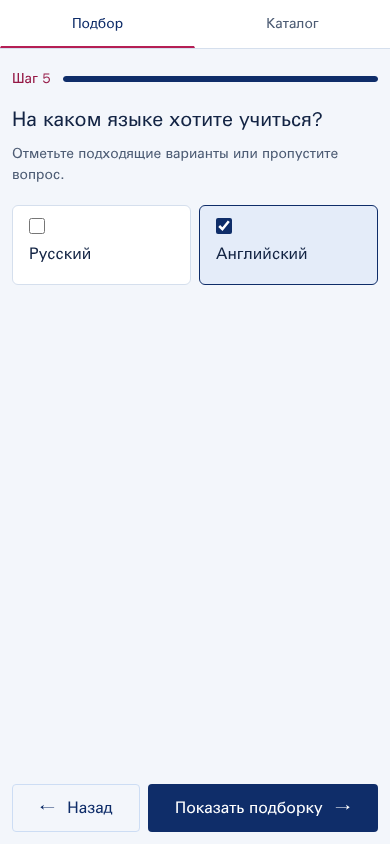 Подбор
Каталог
Шаг 5
На каком языке хотите учиться?
Отметьте подходящие варианты или пропустите
вопрос.
Русский
Английский
← Назад
Показать подборку →